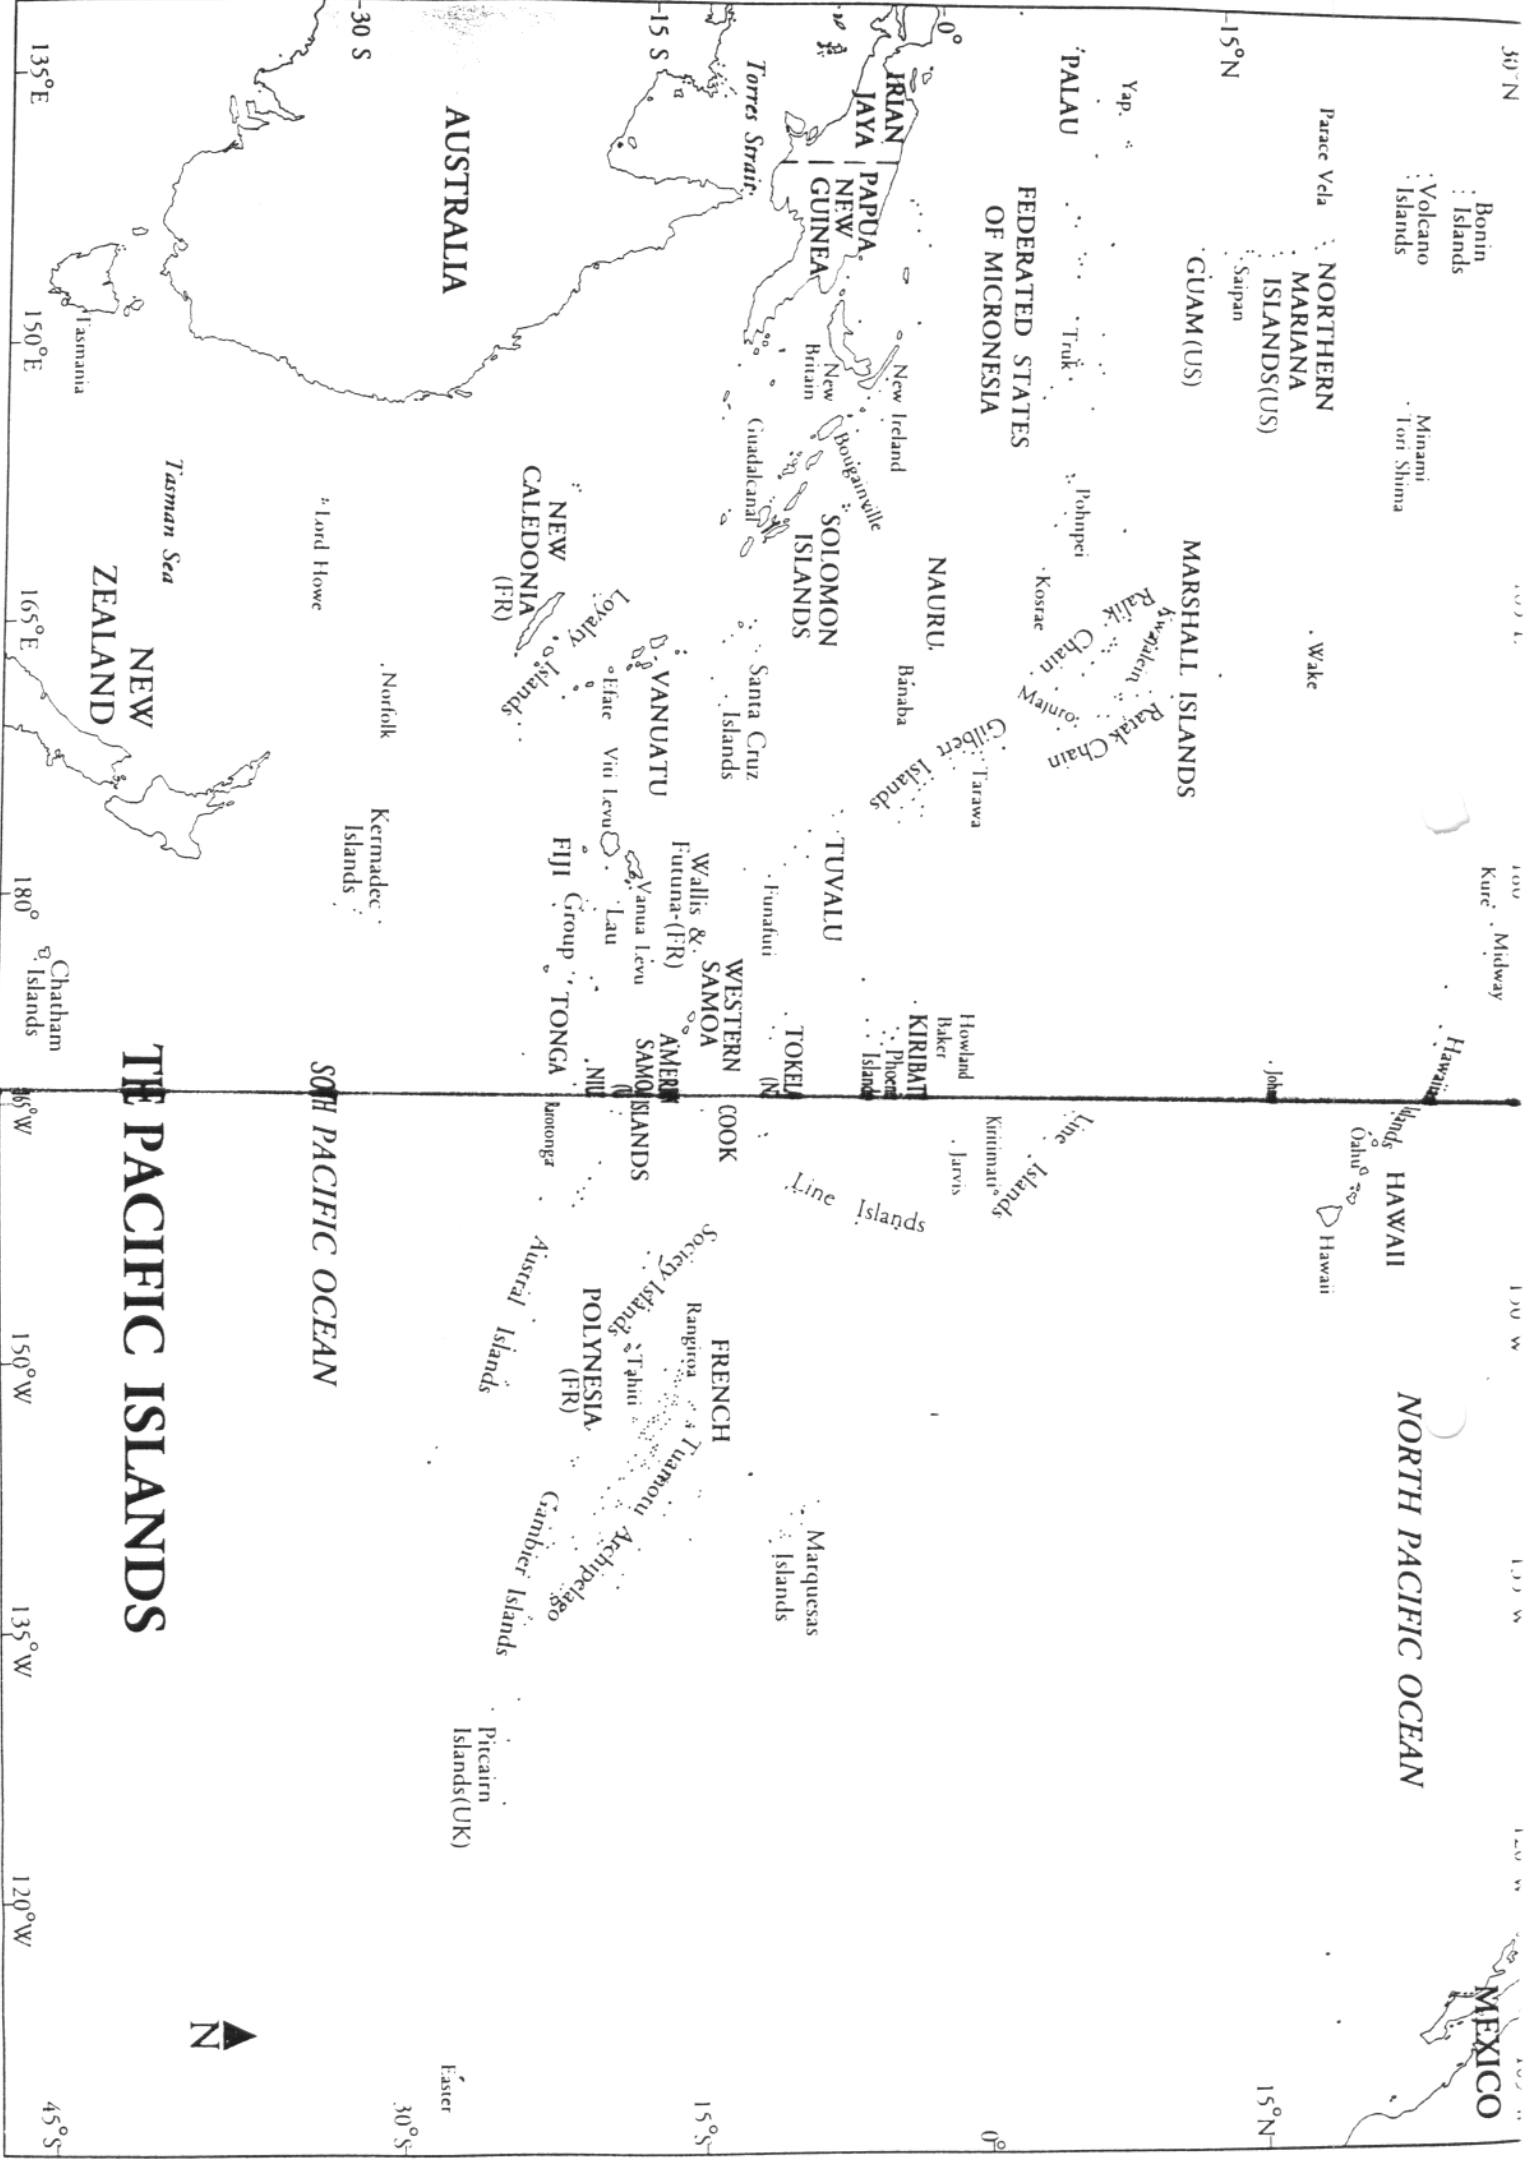 30°N
15°N
0°
15 S
30 S
135°E
150°E
165°E
180°
165°W
150°W
135°W
120°W
15°N
0°
15°S
30°S
45°S
Bonin
Islands
Volcano
Islands
Parace Vela
Minami
Tori Shima
NORTHERN
MARIANA
ISLANDS(US)
Saipan
GUAM (US)
Yap
PALAU
FEDERATED STATES
OF MICRONESIA
Truk
Pohnpei
Kosrae
Wake
MARSHALL ISLANDS
Ralik Chain
Ratak Chain
Majuro
Kure
Midway
Hawaiian
Islands
HAWAII
Oahu
Hawaii
NORTH PACIFIC OCEAN
MEXICO
IRIAN
JAYA
PAPUA
NEW
GUINEA
Torres Strait
New Ireland
New
Britain
Bougainville
SOLOMON
ISLANDS
Guadalcanal
NAURU
Banaba
Gilbert Islands
Tarawa
TUVALU
Funafuti
Santa Cruz
Islands
Howland
Baker
KIRIBATI
Line Islands
Kiritimati
Jarvis
Line Islands
VANUATU
Efate
Loyalty Islands
NEW
CALEDONIA
(FR)
Viti Levu
FIJI
Vanua Levu
Lau
Group
Wallis &
Futuna-(FR)
WESTERN
SAMOA
TONGA
COOK
ISLANDS
Rarotonga
Society Islands
Tahiti
Rangiroa
FRENCH
POLYNESIA
(FR)
Tuamotu Archipelago
Marquesas
Islands
Austral Islands
Gambier Islands
Pitcairn
Islands(UK)
Easter
AUSTRALIA
Tasmania
Tasman Sea
Lord Howe
Norfolk
NEW
ZEALAND
Kermadec
Islands
Chatham
Islands
SOUTH PACIFIC OCEAN
THE PACIFIC ISLANDS
N